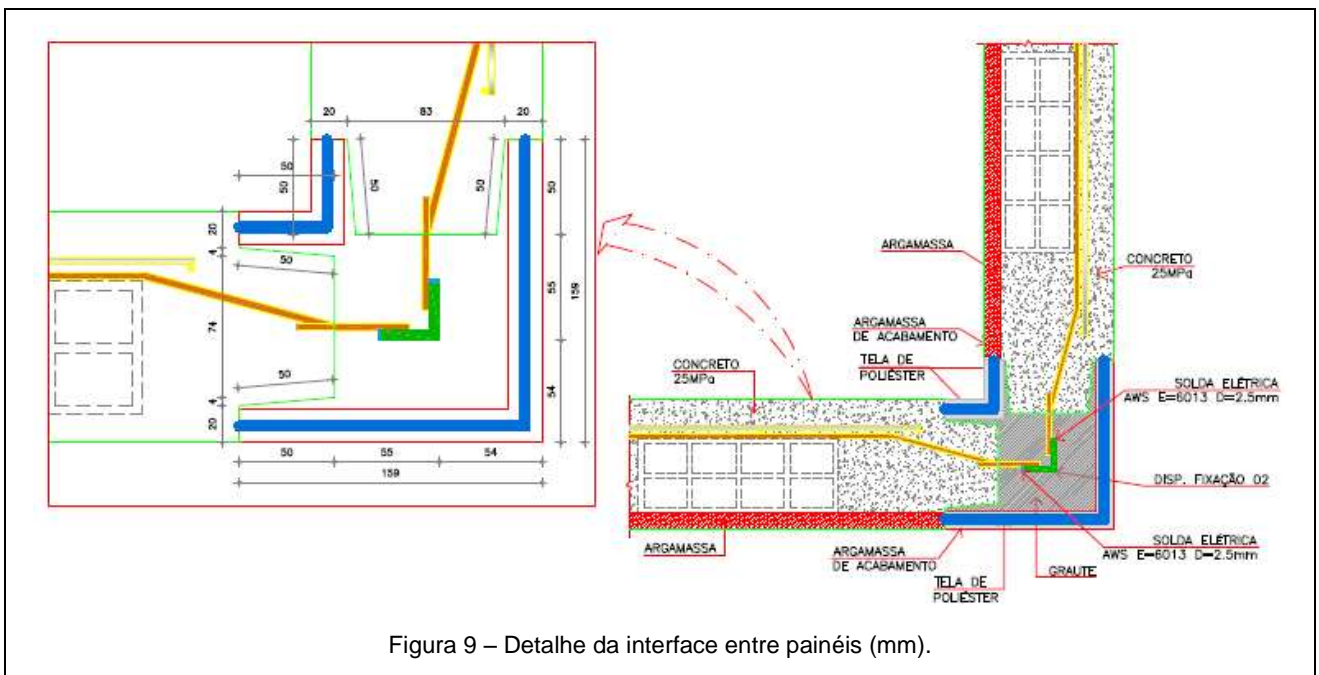 20
83
20
50
50
50
50
50
20
4
50
74
50
4
20
55
159
54
50
55
54
159
ARGAMASSA
CONCRETO
25MPa
ARGAMASSA
DE ACABAMENTO
TELA DE
POLIÉSTER
CONCRETO
25MPa
SOLDA ELÉTRICA
AWS E=6013 D=2.5mm
DISP. FIXAÇÃO 02
ARGAMASSA
ARGAMASSA
DE ACABAMENTO
SOLDA ELÉTRICA
AWS E=6013 D=2.5mm
GRAUTE
TELA DE
POLIÉSTER
Figura 9 – Detalhe da interface entre painéis (mm).